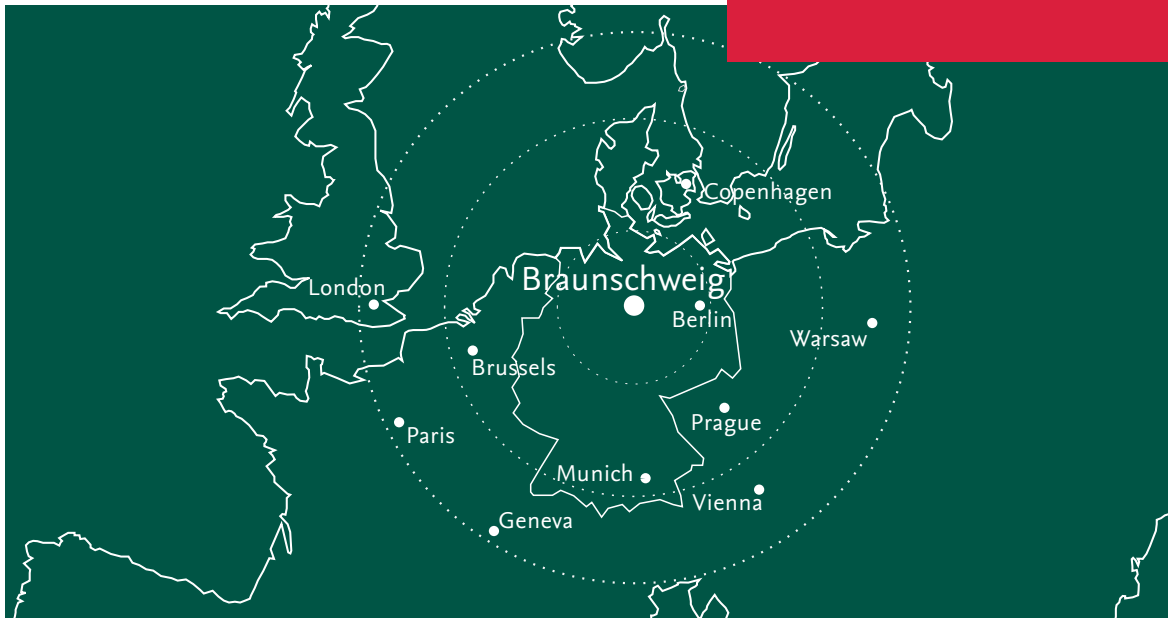 Copenhagen
Braunschweig
London
Berlin
Warsaw
Brussels
Prague
Paris
Munich
Vienna
Geneva